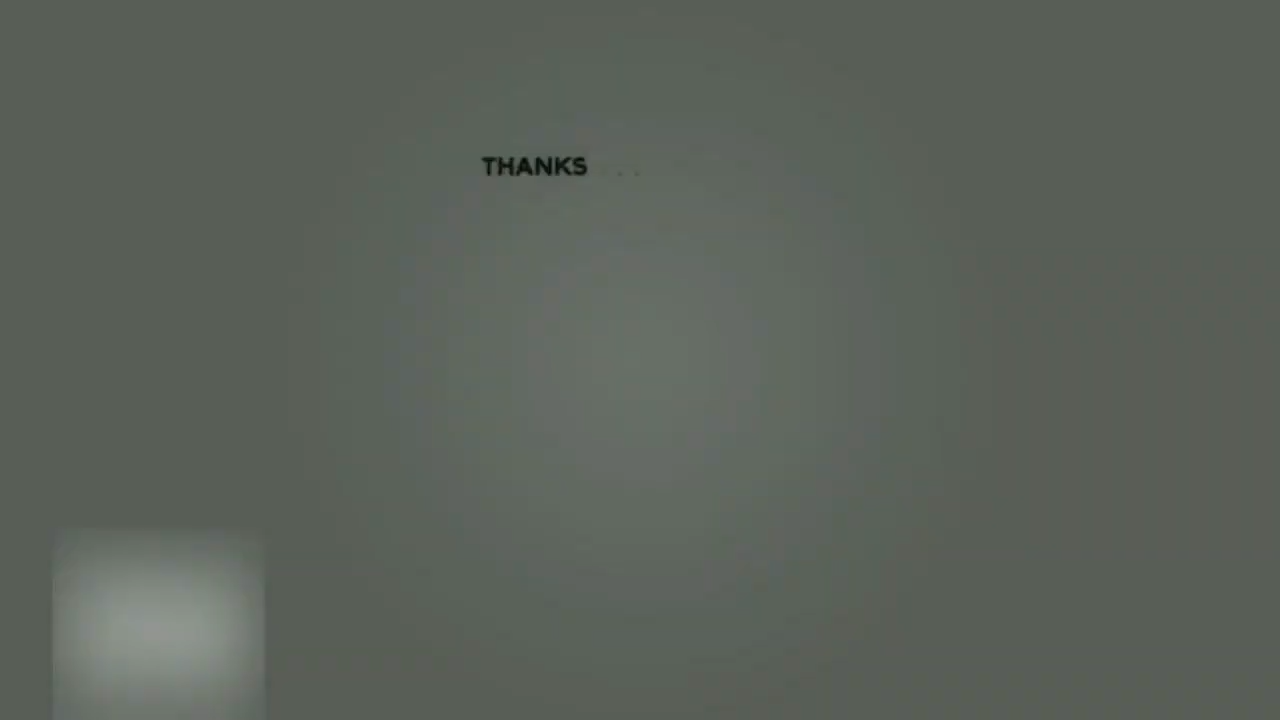 THANKS . . .